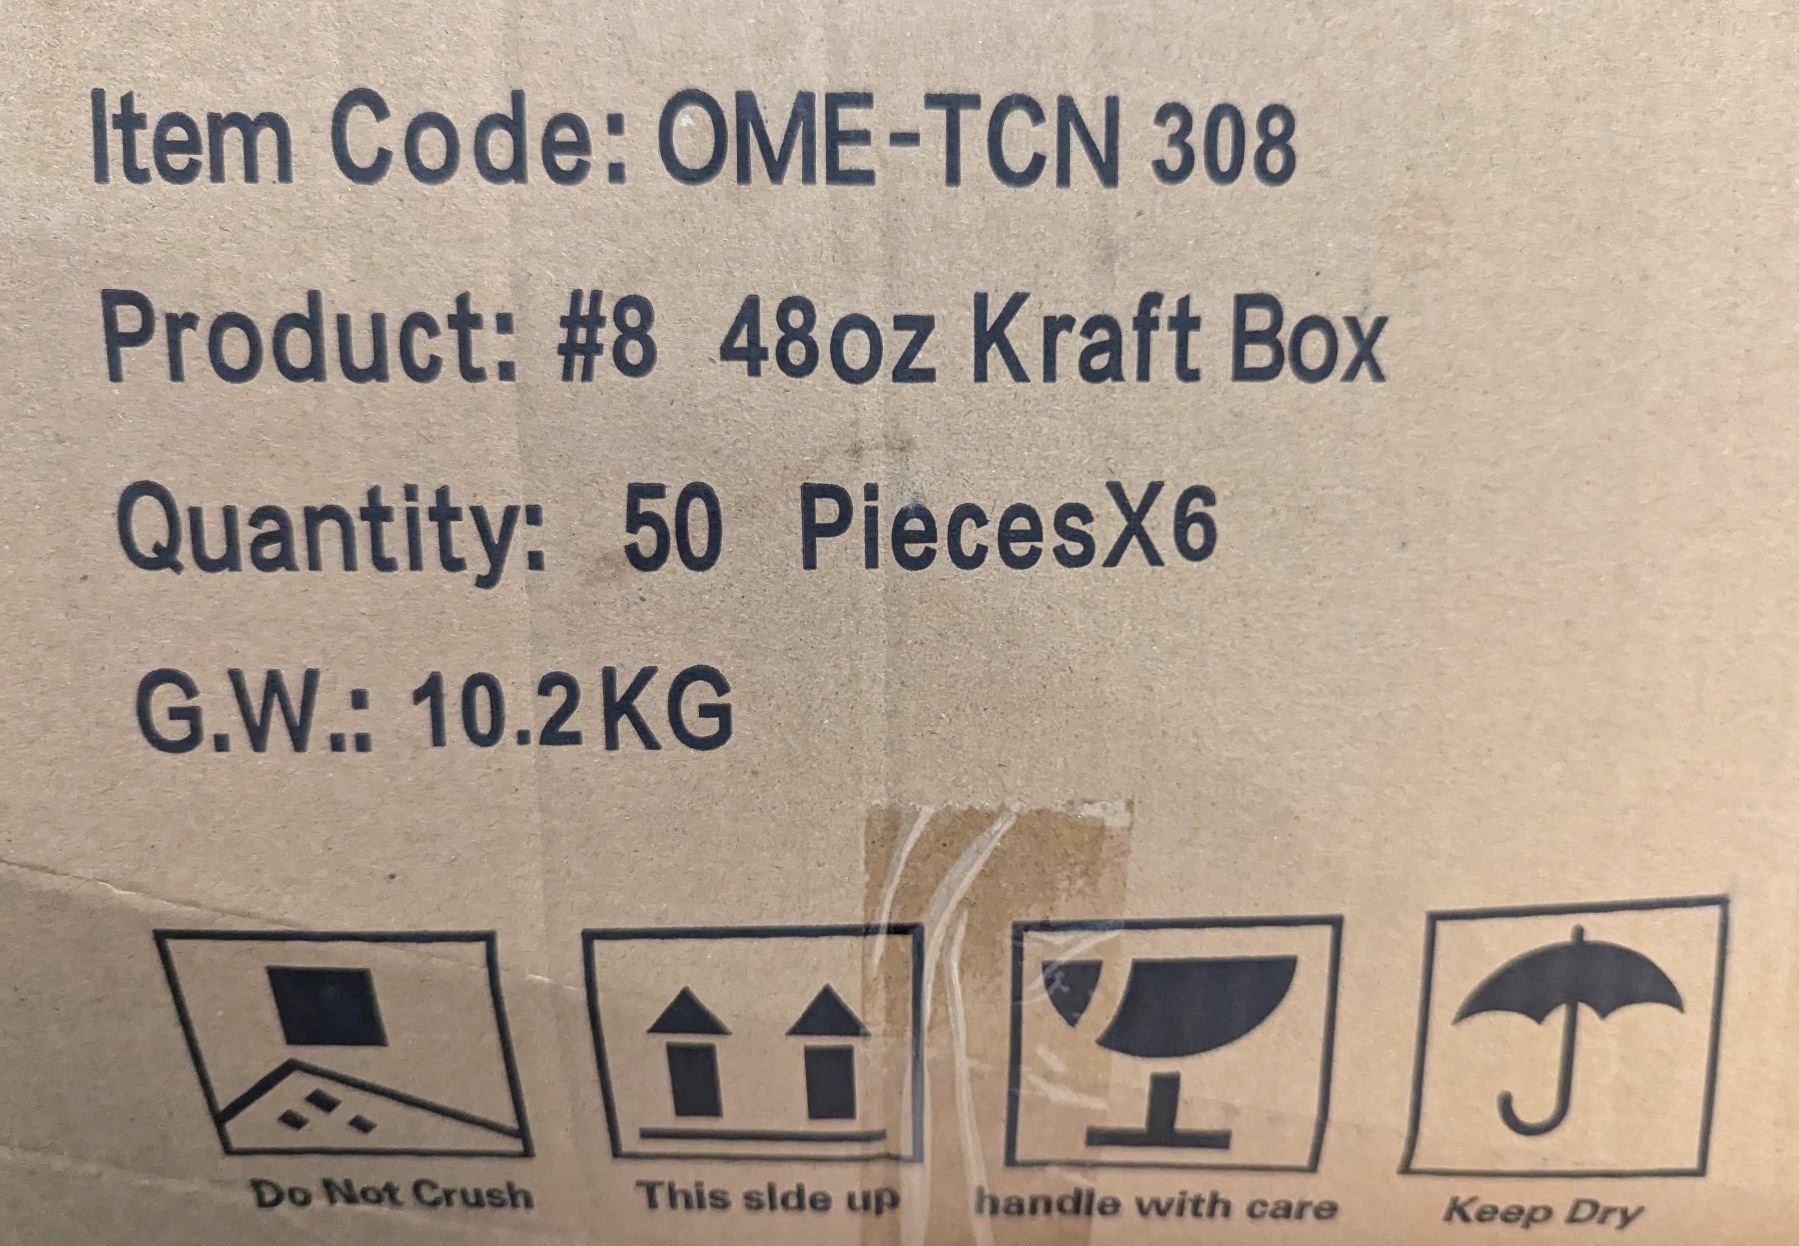 Item Code: OME-TCN 308
Product: #8 48oz Kraft Box
Quantity: 50 PiecesX6
G.W.: 10.2KG
Do Not Crush
This slde up
handle with care
Keep Dry